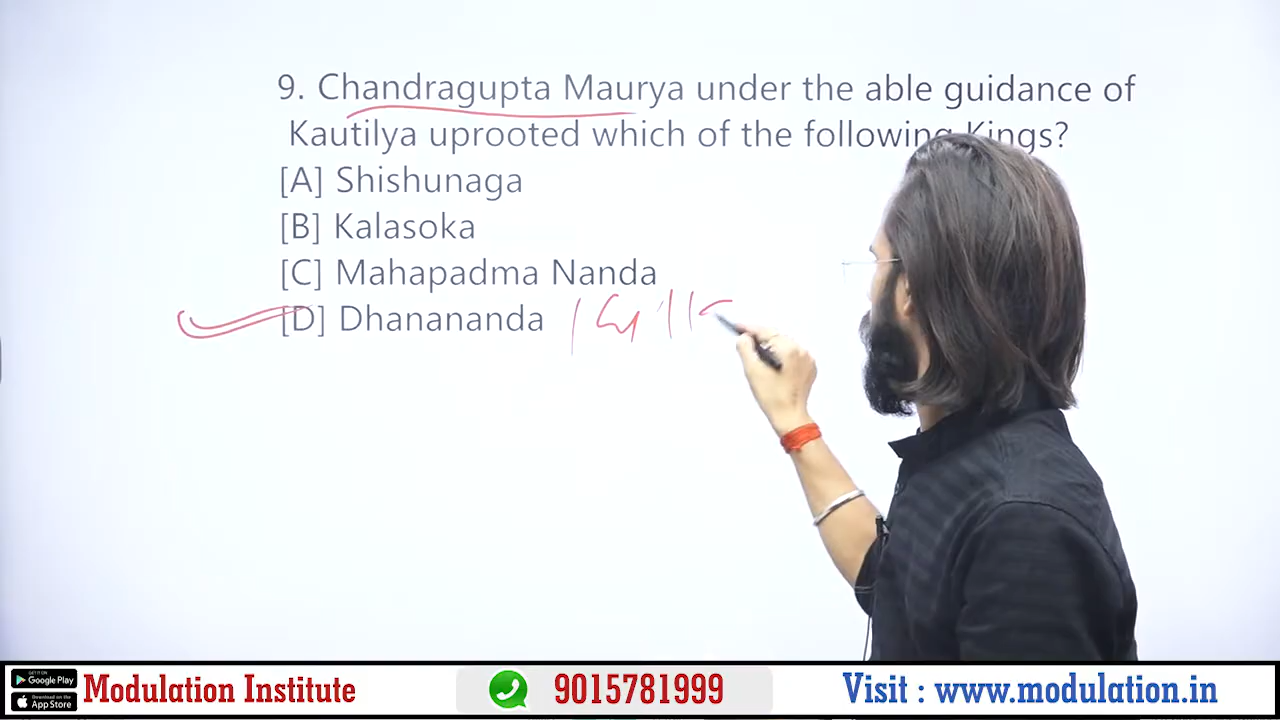 9. Chandragupta Maurya under the able guidance of
Kautilya uprooted which of the following Kings?
[A] Shishunaga
[B] Kalasoka
[C] Mahapadma Nanda
[D] Dhanananda
GET IT ON
Google Play
Download on the
App Store
Modulation Institute
9015781999
Visit : www.modulation.in